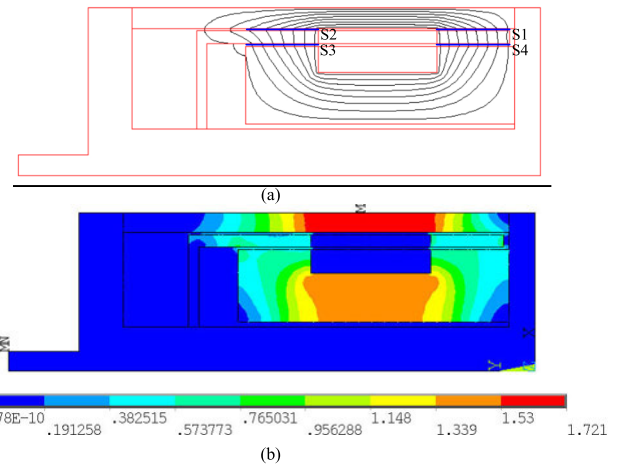 S2
S1
S3
S4
(a)
M
MN
X
Y
78E-10
.382515
.765031
1.148
1.53
.191258
.573773
.956288
1.339
1.721
(b)